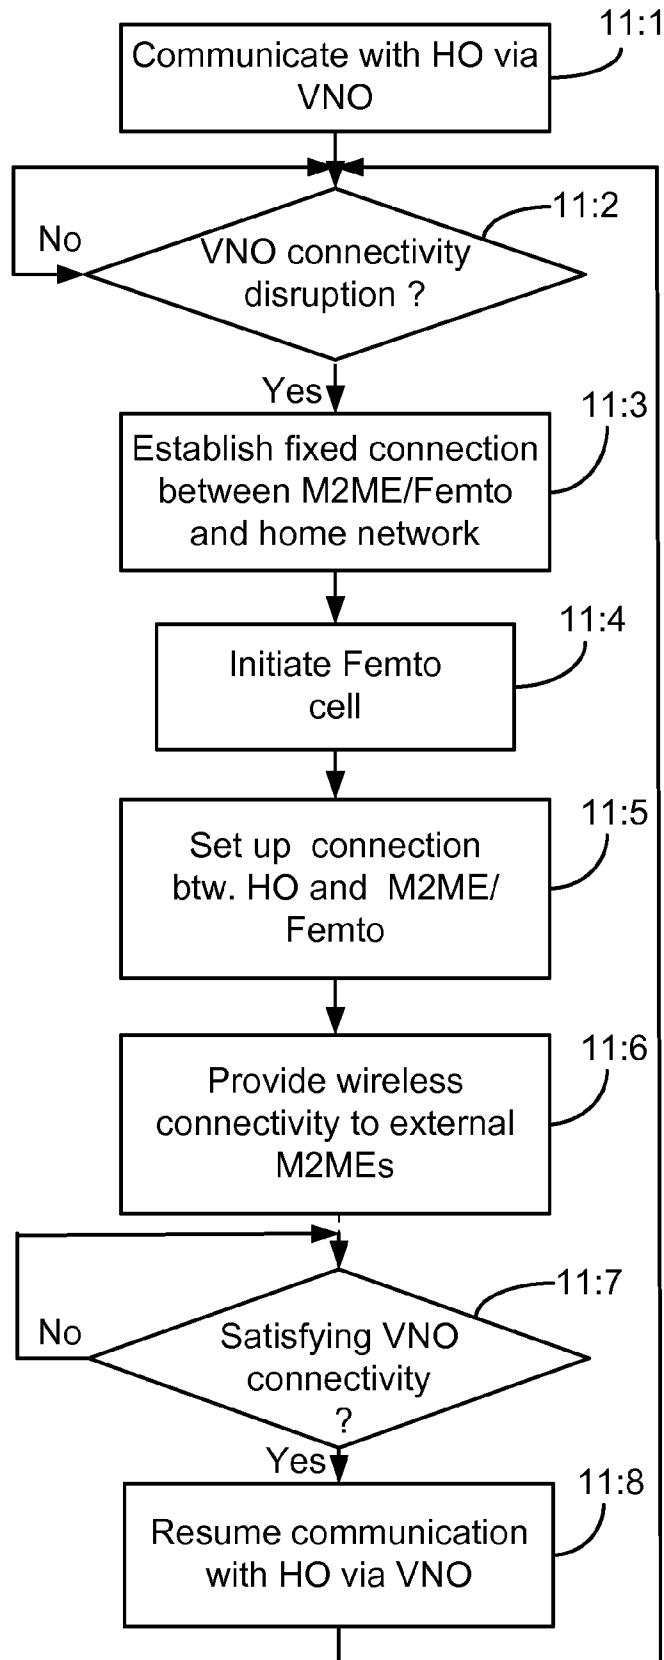 11:1
Communicate with HO via
VNO
11:2
No
VNO connectivity
disruption ?
Yes
11:3
Establish fixed connection
between M2ME/Femto
and home network
11:4
Initiate Femto
cell
11:5
Set up connection
btw. HO and M2ME/
Femto
11:6
Provide wireless
connectivity to external
M2MEs
11:7
No
Satisfying VNO
connectivity
?
Yes
11:8
Resume communication
with HO via VNO